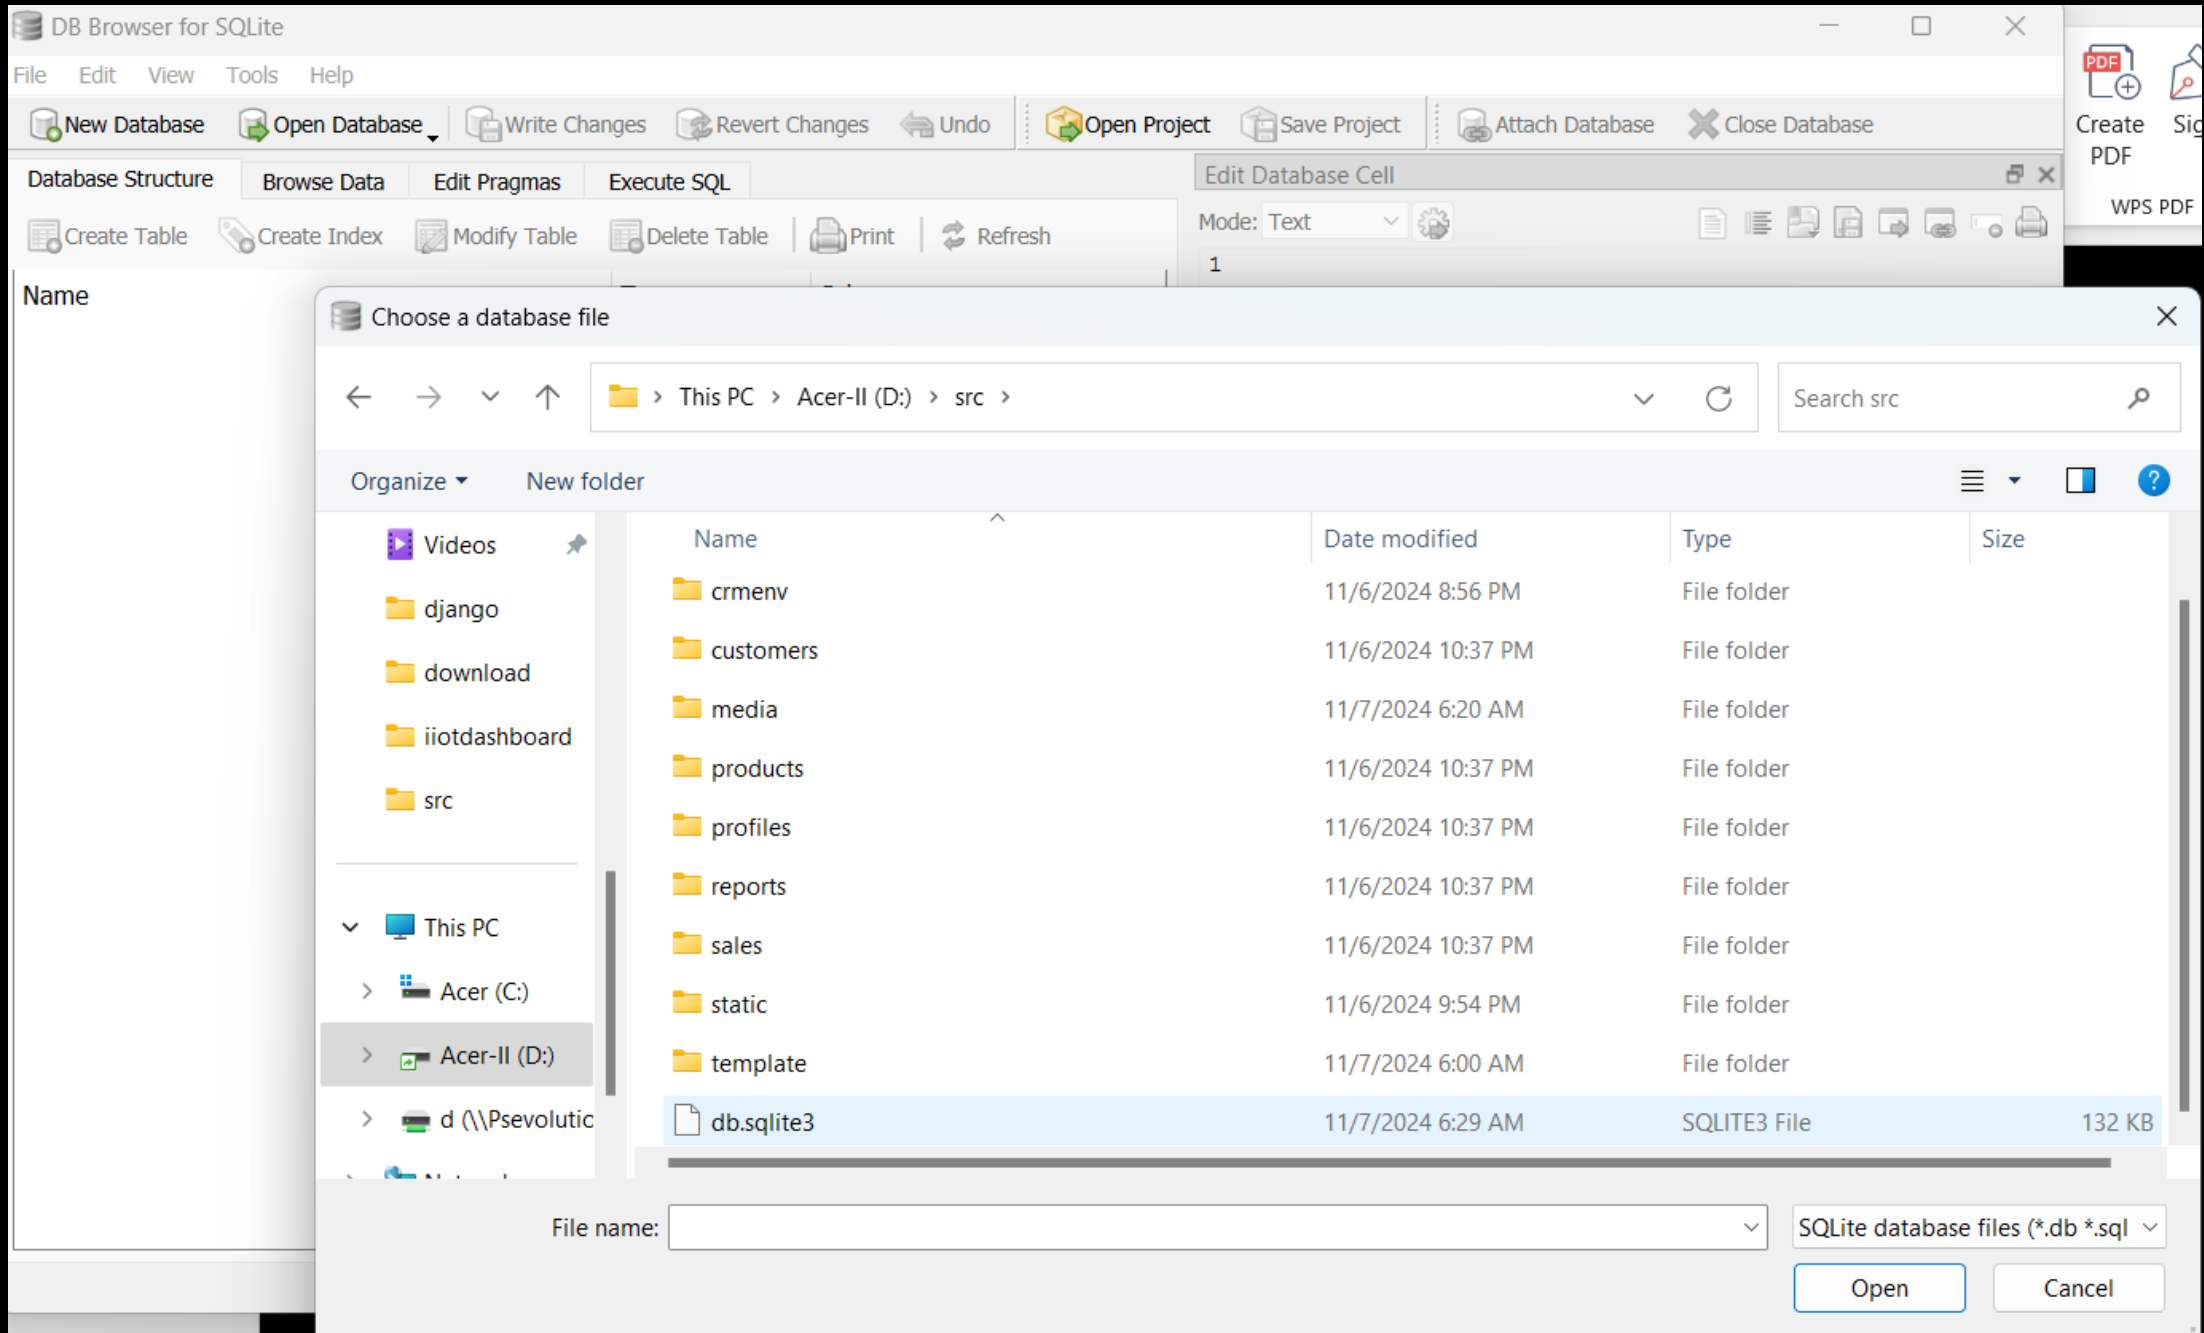 DB Browser for SQLite
File Edit View Tools Help
New Database Open Database Write Changes Revert Changes Undo Open Project Save Project Attach Database Close Database
PDF
Create PDF
WPS PDF
Database Structure Browse Data Edit Pragmas Execute SQL
Edit Database Cell
Create Table Create Index Modify Table Delete Table Print Refresh
Mode: Text
1
Name
Choose a database file
This PC > Acer-II (D:) > src >
Search src
Organize New folder
?
Videos
django
download
iiotdashboard
src
This PC
Acer (C:)
Acer-II (D:)
d (\\Psevolutio
Name Date modified Type Size
crmenv 11/6/2024 8:56 PM File folder
customers 11/6/2024 10:37 PM File folder
media 11/7/2024 6:20 AM File folder
products 11/6/2024 10:37 PM File folder
profiles 11/6/2024 10:37 PM File folder
reports 11/6/2024 10:37 PM File folder
sales 11/6/2024 10:37 PM File folder
static 11/6/2024 9:54 PM File folder
template 11/7/2024 6:00 AM File folder
db.sqlite3 11/7/2024 6:29 AM SQLITE3 File 132 KB
File name:
SQLite database files (*.db *.sql
Open Cancel